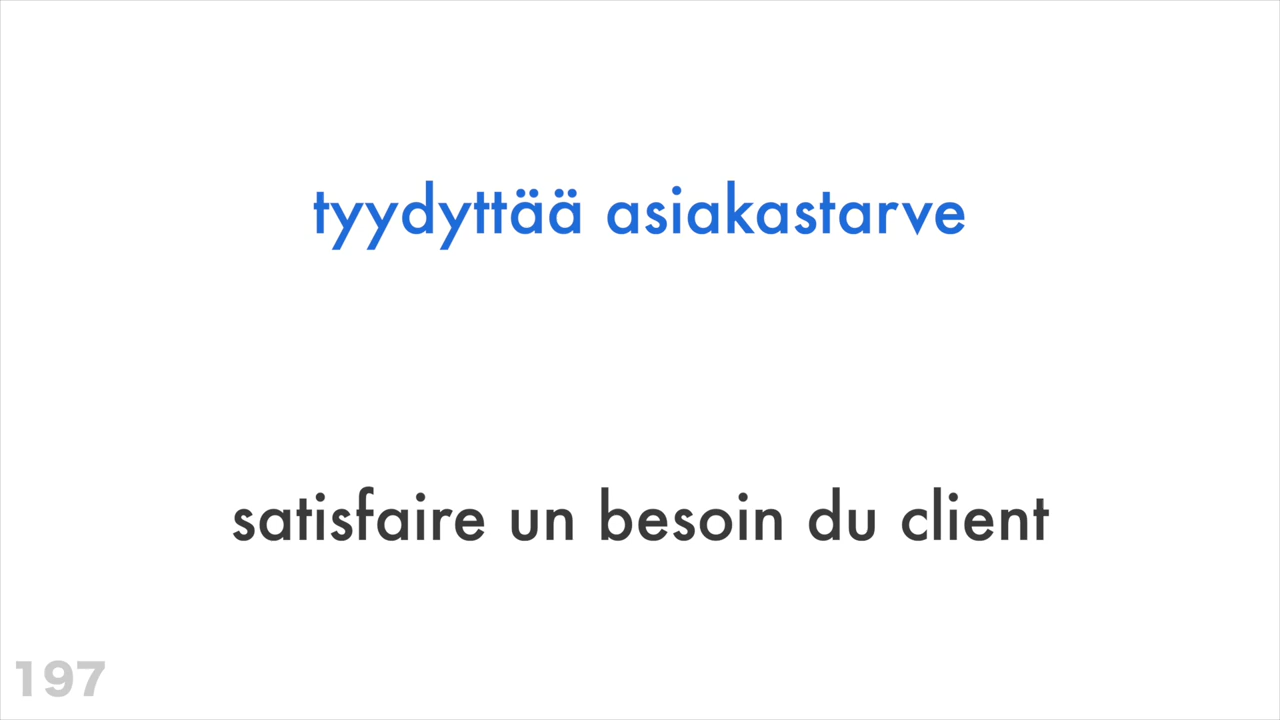 tyydyttää asiakastarve
satisfaire un besoin du client
197